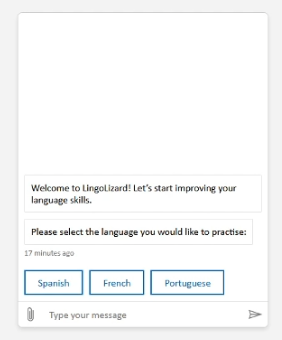 Welcome to LingoLizard! Let's start improving your
language skills.
Please select the language you would like to practise:
17 minutes ago
Spanish French Portuguese
Type your message